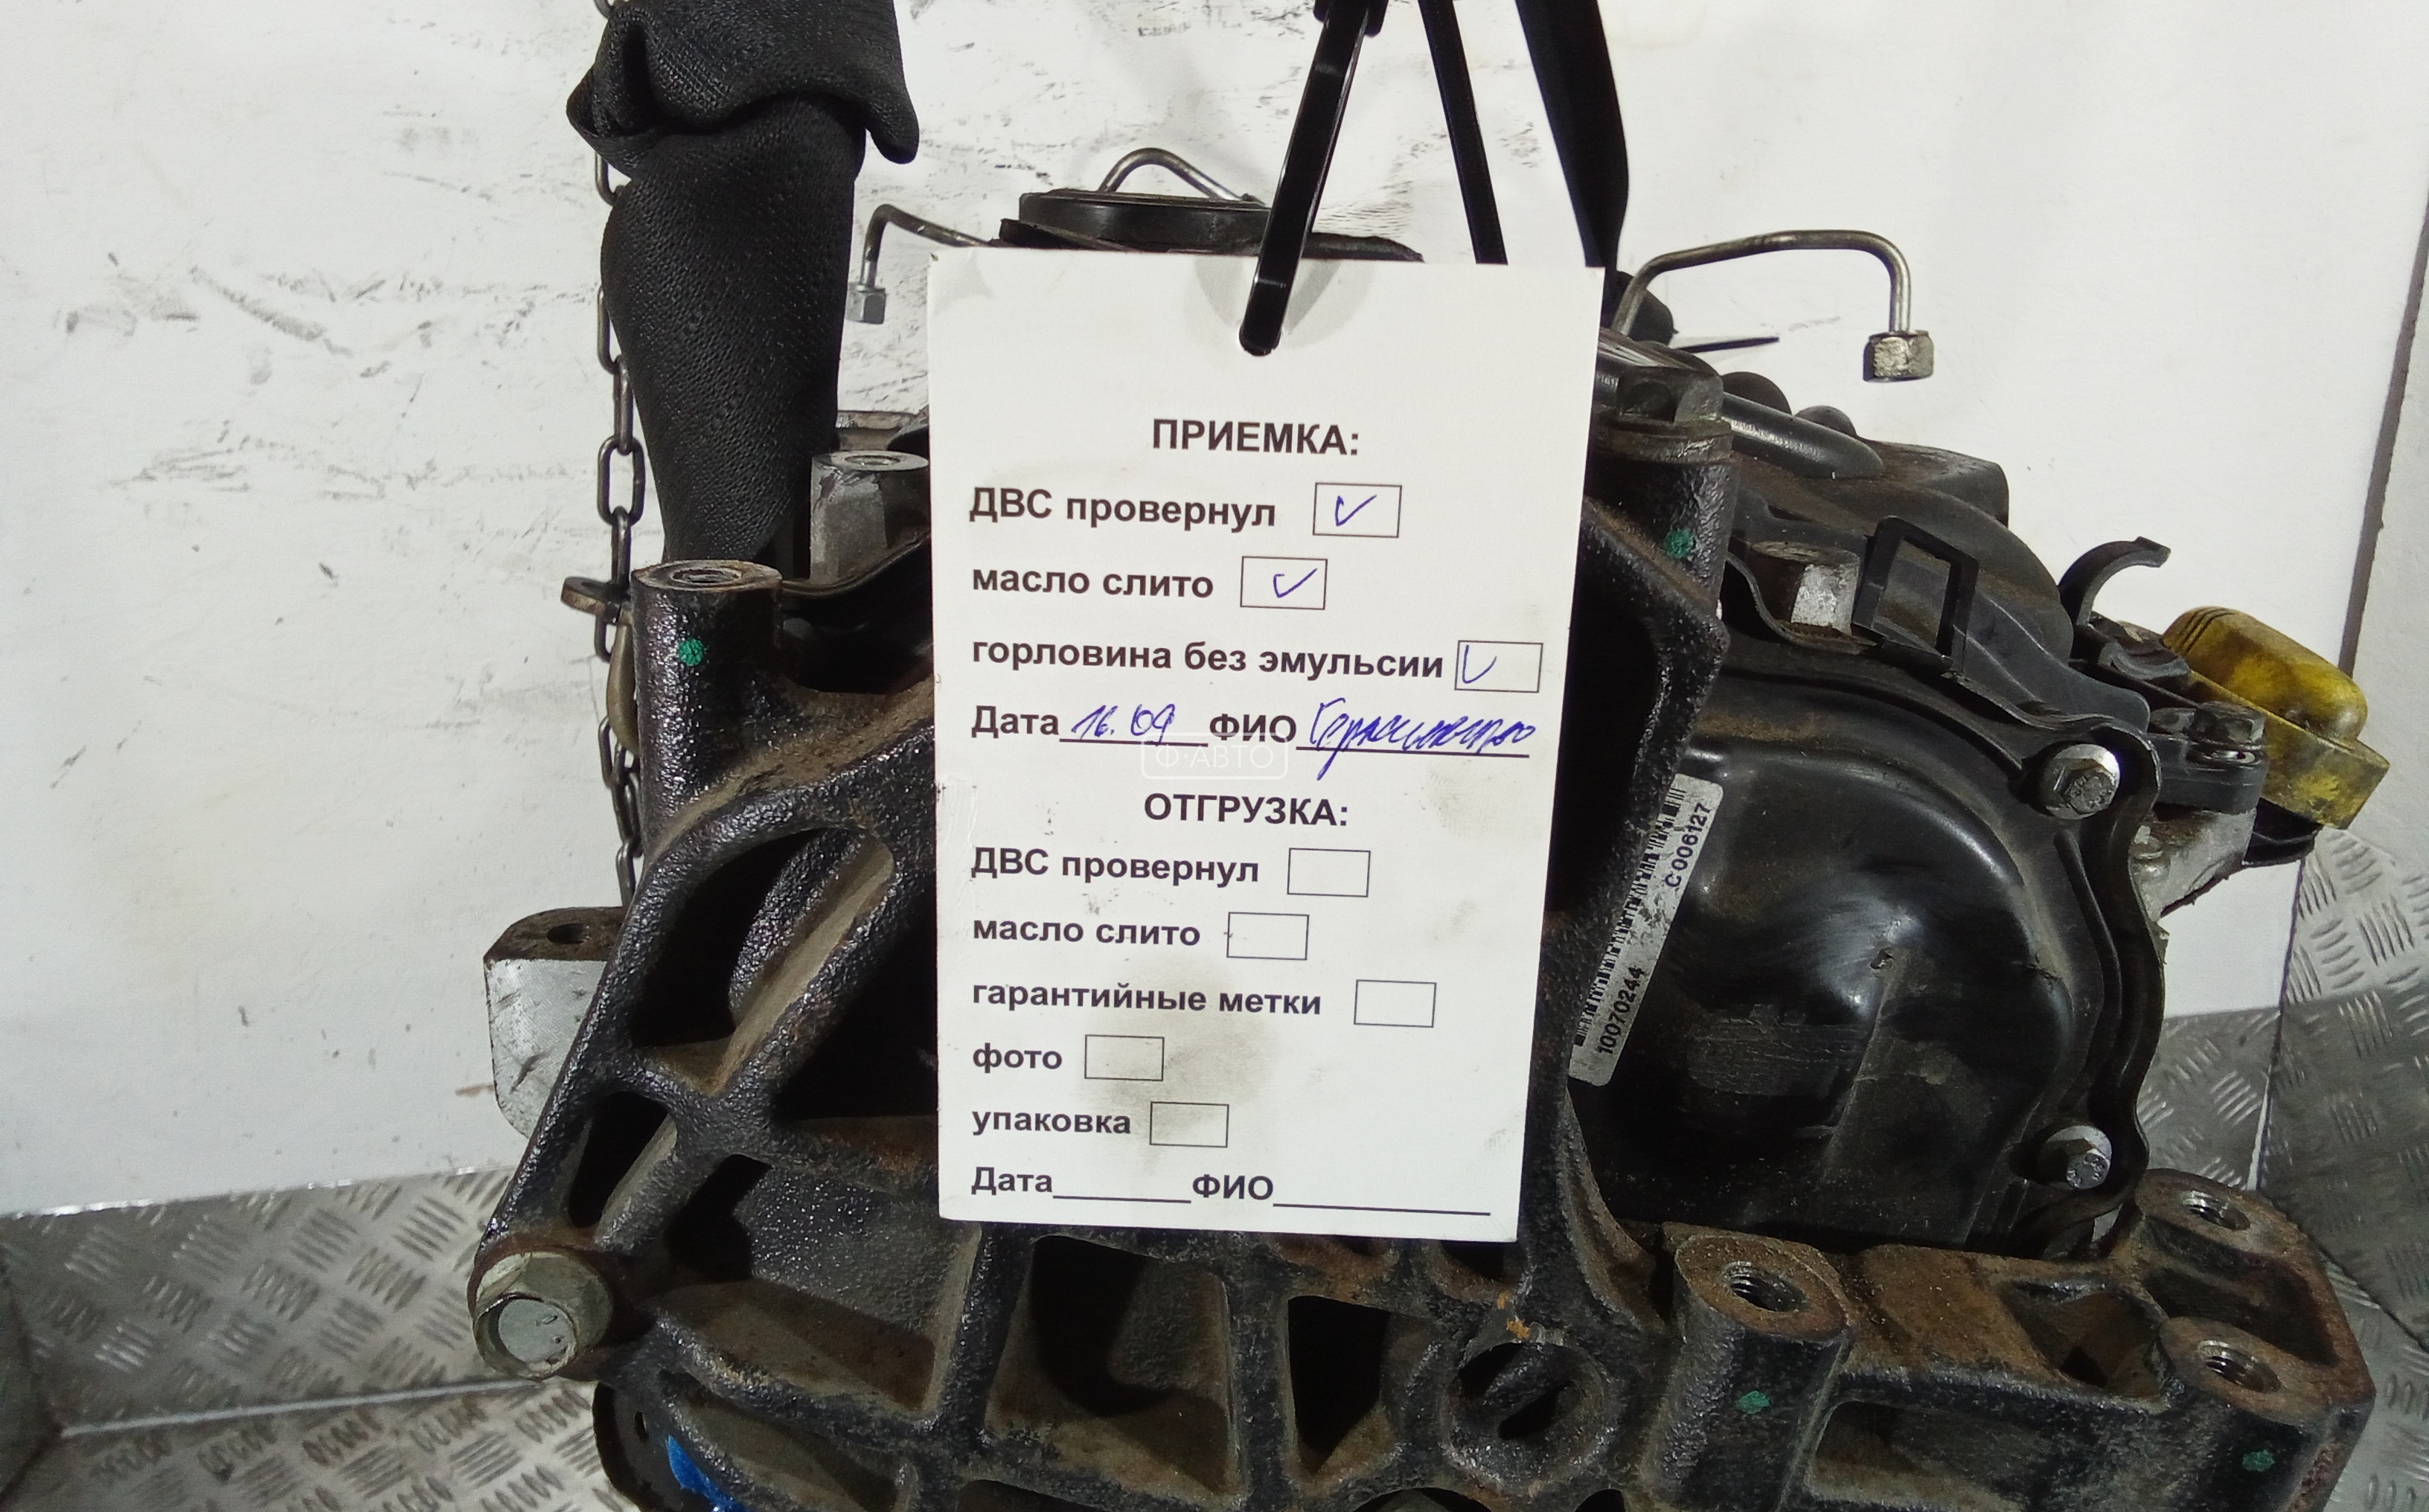 ПРИЕМКА:
ДВС провернул
масло слито
горловина без эмульсии
Дата 16.09 ФИО
Ф·АВТО
ОТГРУЗКА:
ДВС провернул
масло слито
гарантийные метки
фото
упаковка
Дата ФИО
10070244 C006127